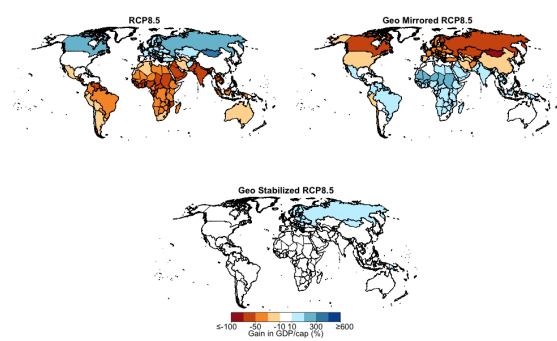 RCP8.5
Geo Mirrored RCP8.5
Geo Stabilized RCP8.5
≤-100 -50 -10 10 300 ≥600
Gain in GDP/cap (%)